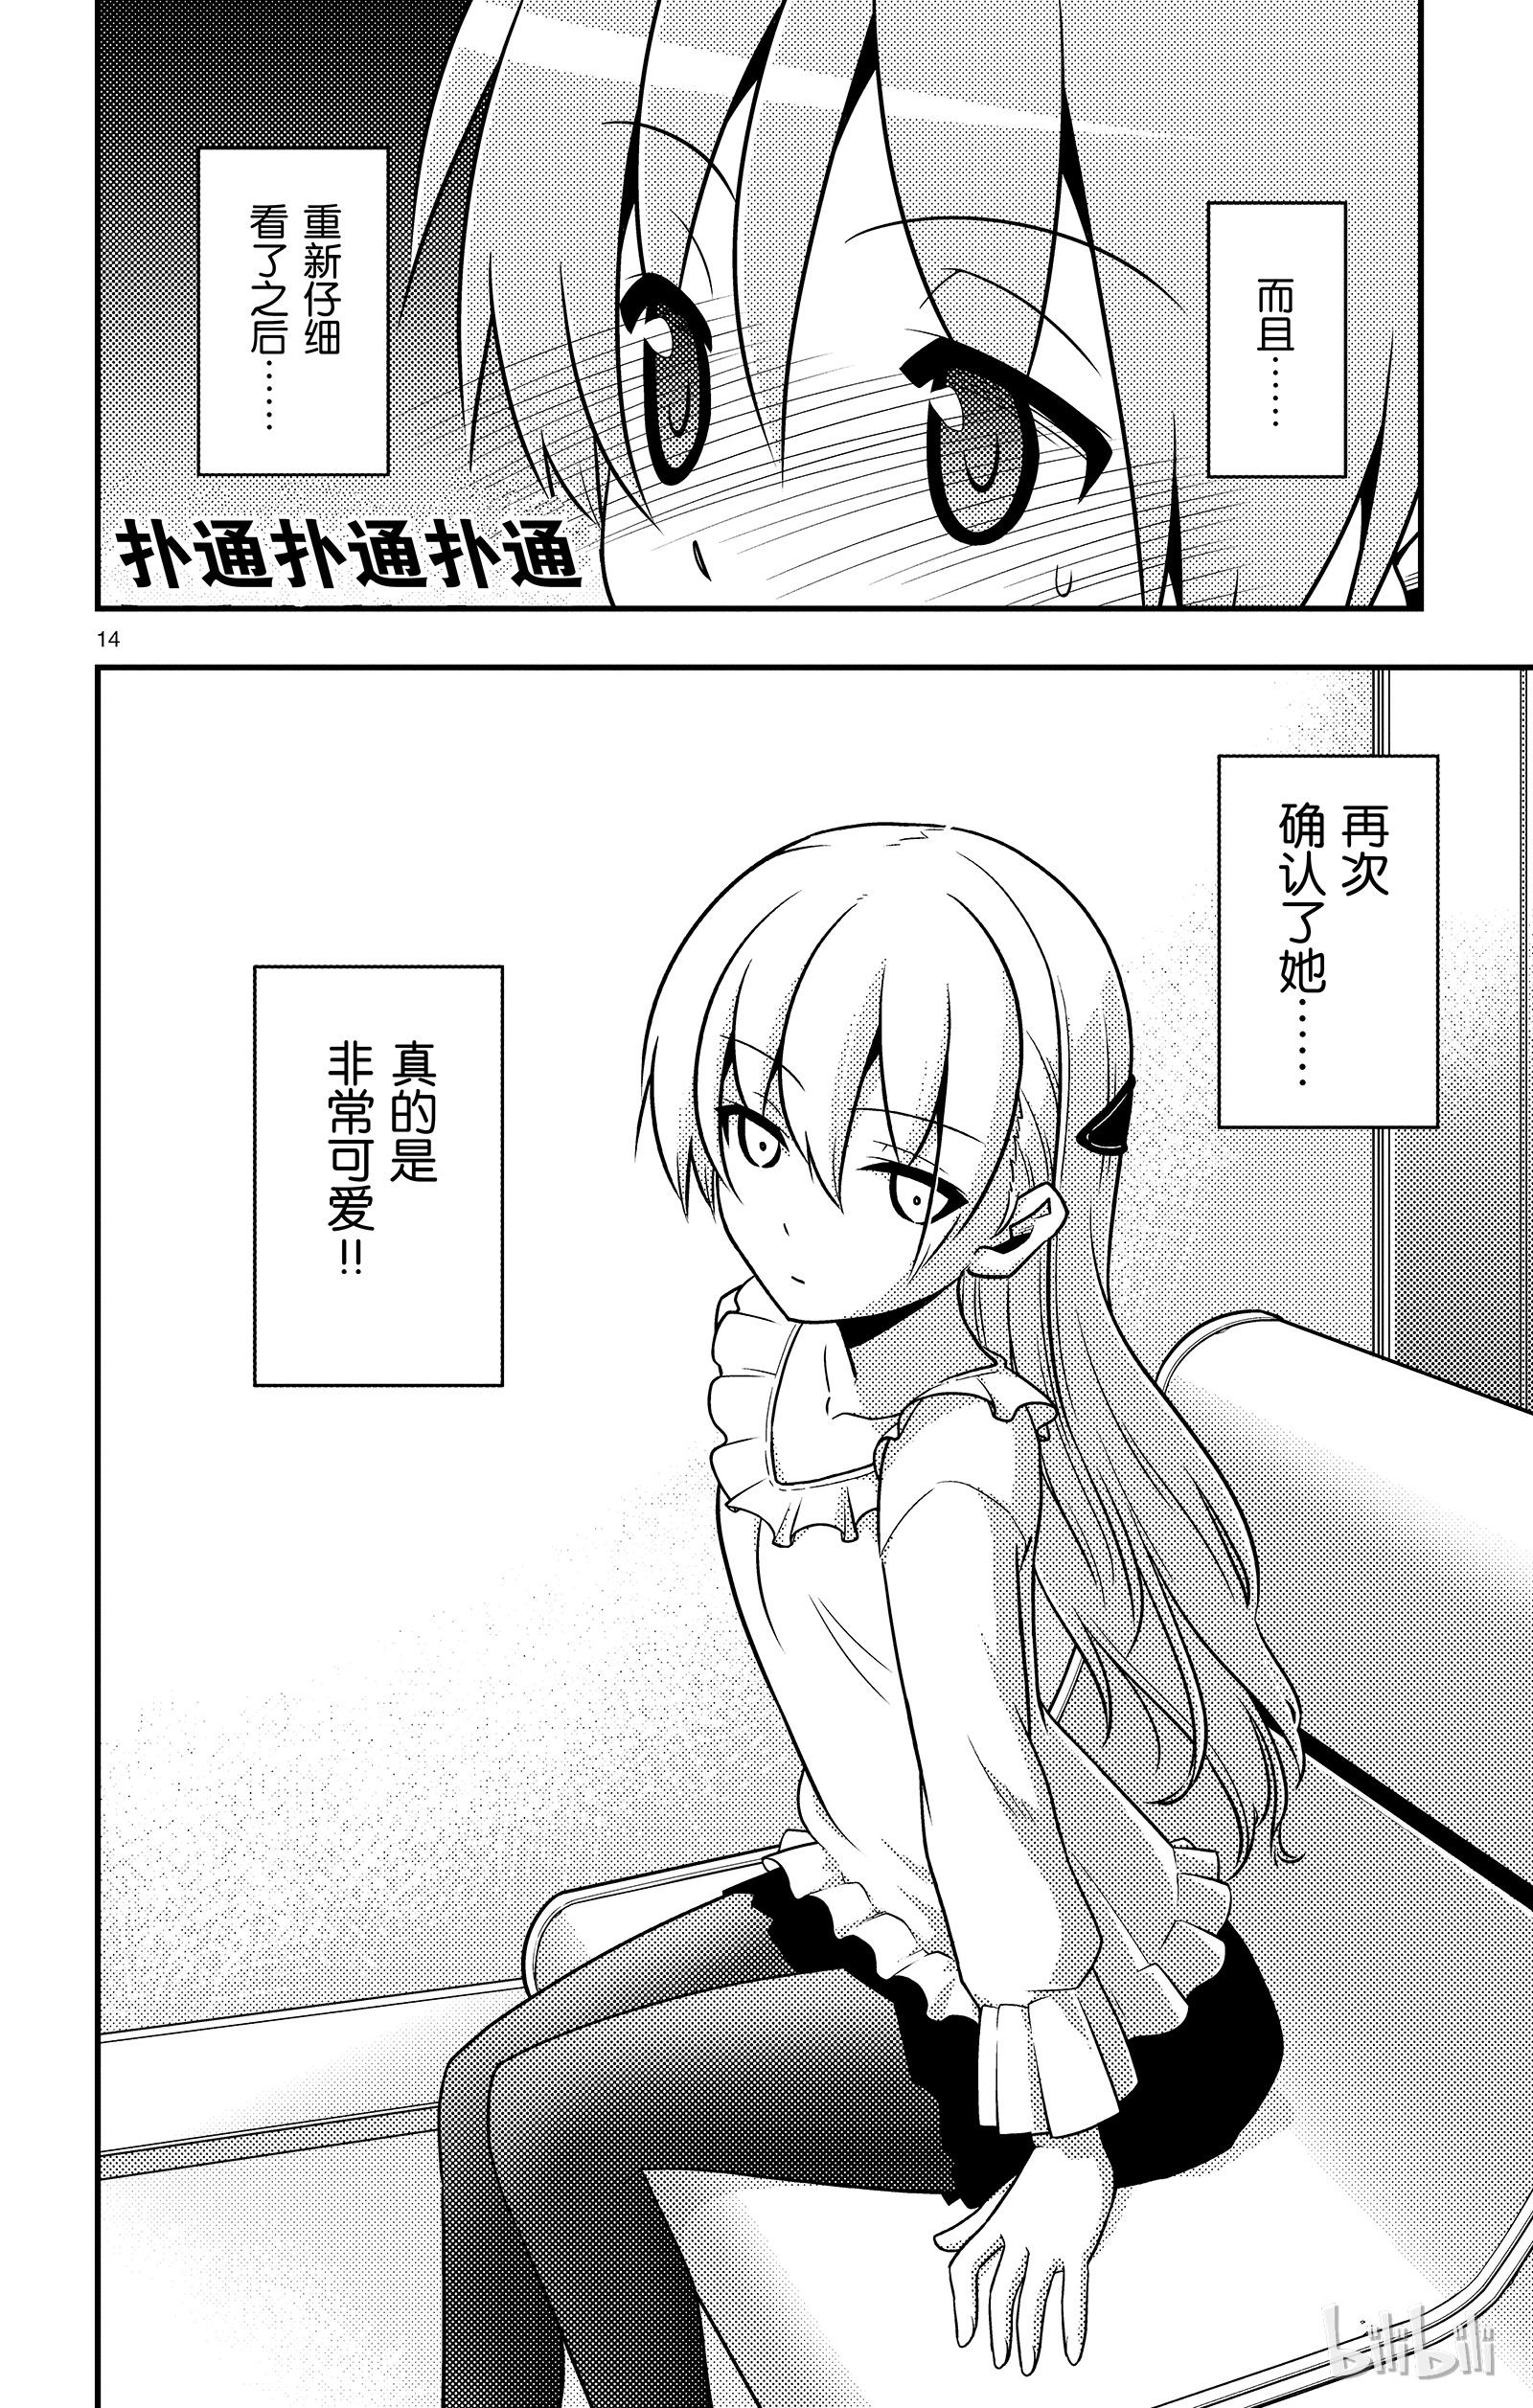 而且……
重新仔细
看了之后……
扑通扑通扑通
14
再次
确认了她……
真的是
非常可爱!!
bilibili